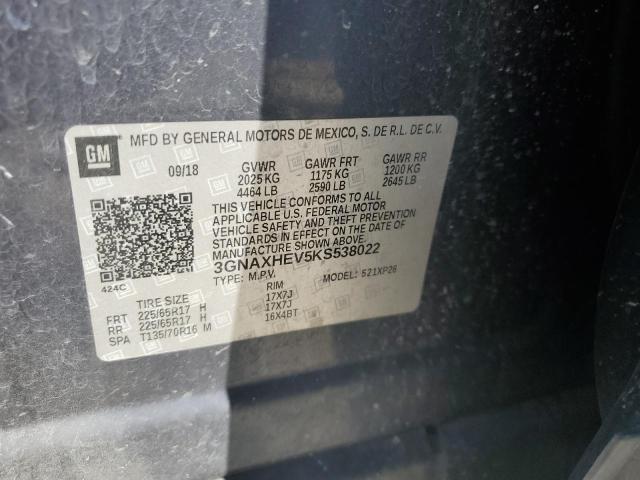 GM
MFD BY GENERAL MOTORS DE MEXICO, S. DE R.L. DE C.V.
09/18 GVWR GAWR FRT GAWR RR
2025 KG 1175 KG 1200 KG
4464 LB 2590 LB 2645 LB
THIS VEHICLE CONFORMS TO ALL
APPLICABLE U.S. FEDERAL MOTOR
VEHICLE SAFETY AND THEFT
PREVENTION STANDARDS IN
EFFECT ON THE DATE OF
MANUFACTURE SHOWN ABOVE.
3GNAXHEV5KS538022
TYPE: M.P.V. MODEL: 521XP26
424C
TIRE SIZE RIM
FRT 225/65R17 H 17X7J
RR 225/65R17 H 17X7J
SPA T135/70R16 M 16X4BT